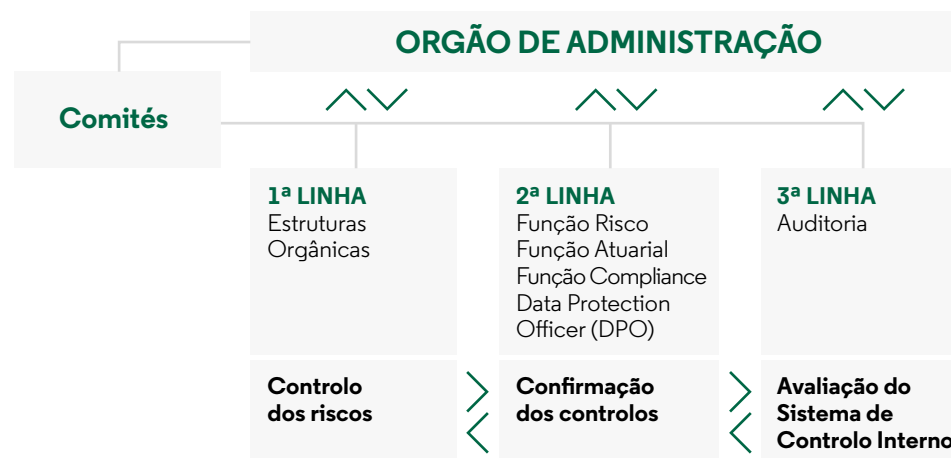 ORGÃO DE ADMINISTRAÇÃO
Comités
1ª LINHA
Estruturas
Orgânicas
2ª LINHA
Função Risco
Função Atuarial
Função Compliance
Data Protection
Officer (DPO)
3ª LINHA
Auditoria
Controlo
dos riscos
Confirmação
dos controlos
Avaliação do
Sistema de
Controlo Interno